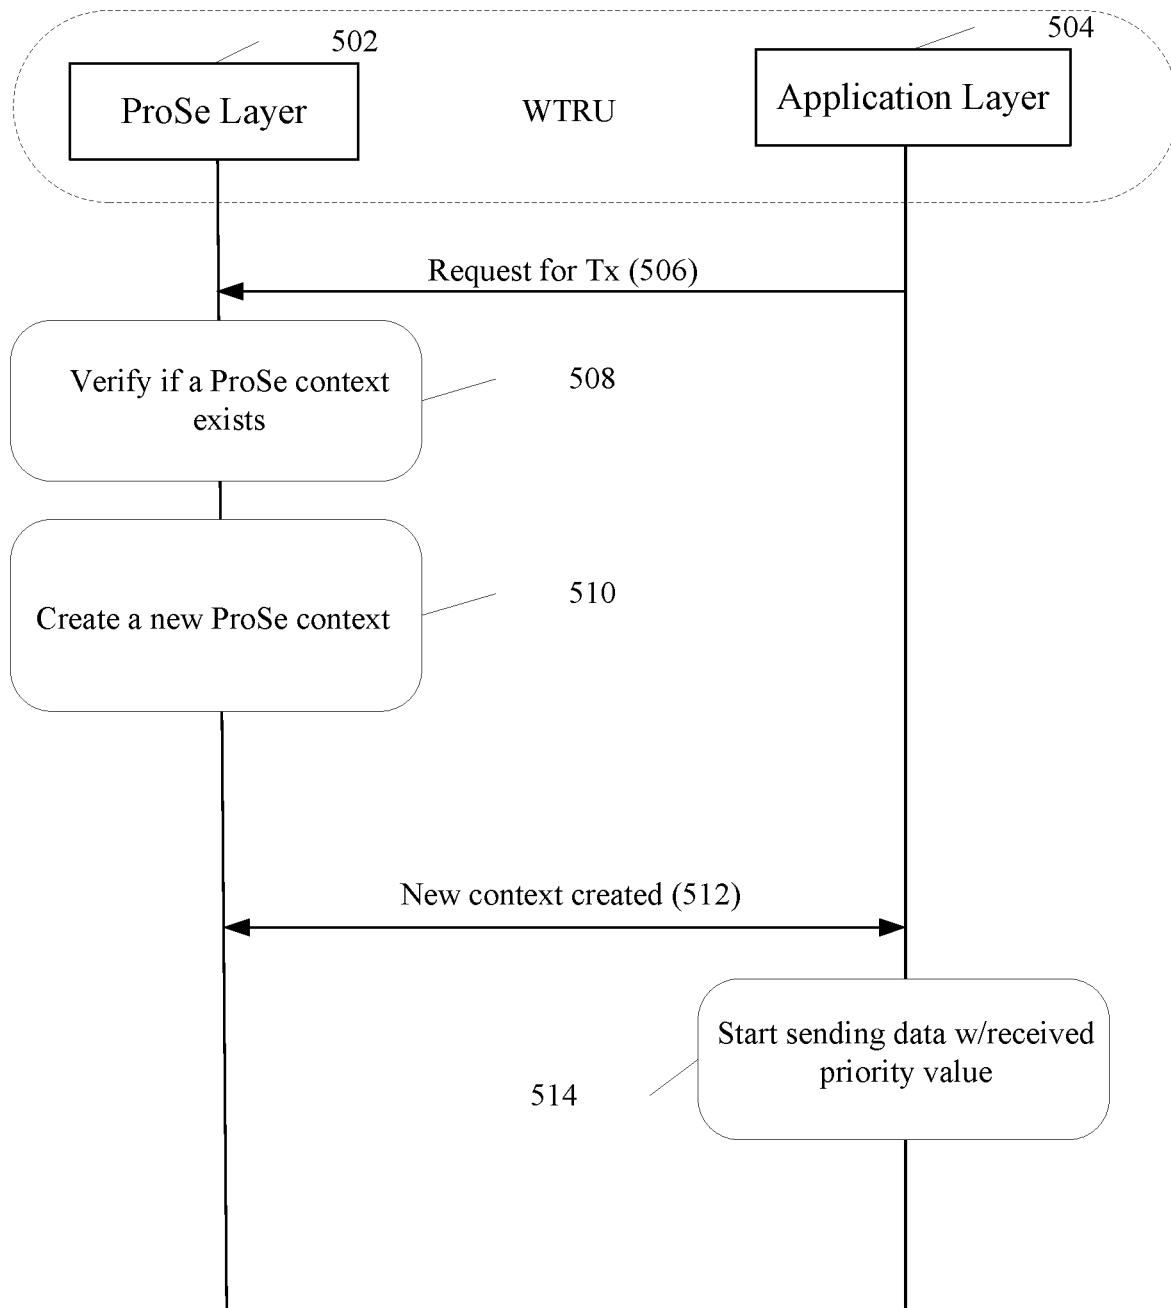 502
504
ProSe Layer
WTRU
Application Layer
Request for Tx (506)
Verify if a ProSe context
exists
508
Create a new ProSe context
510
New context created (512)
Start sending data w/received
priority value
514